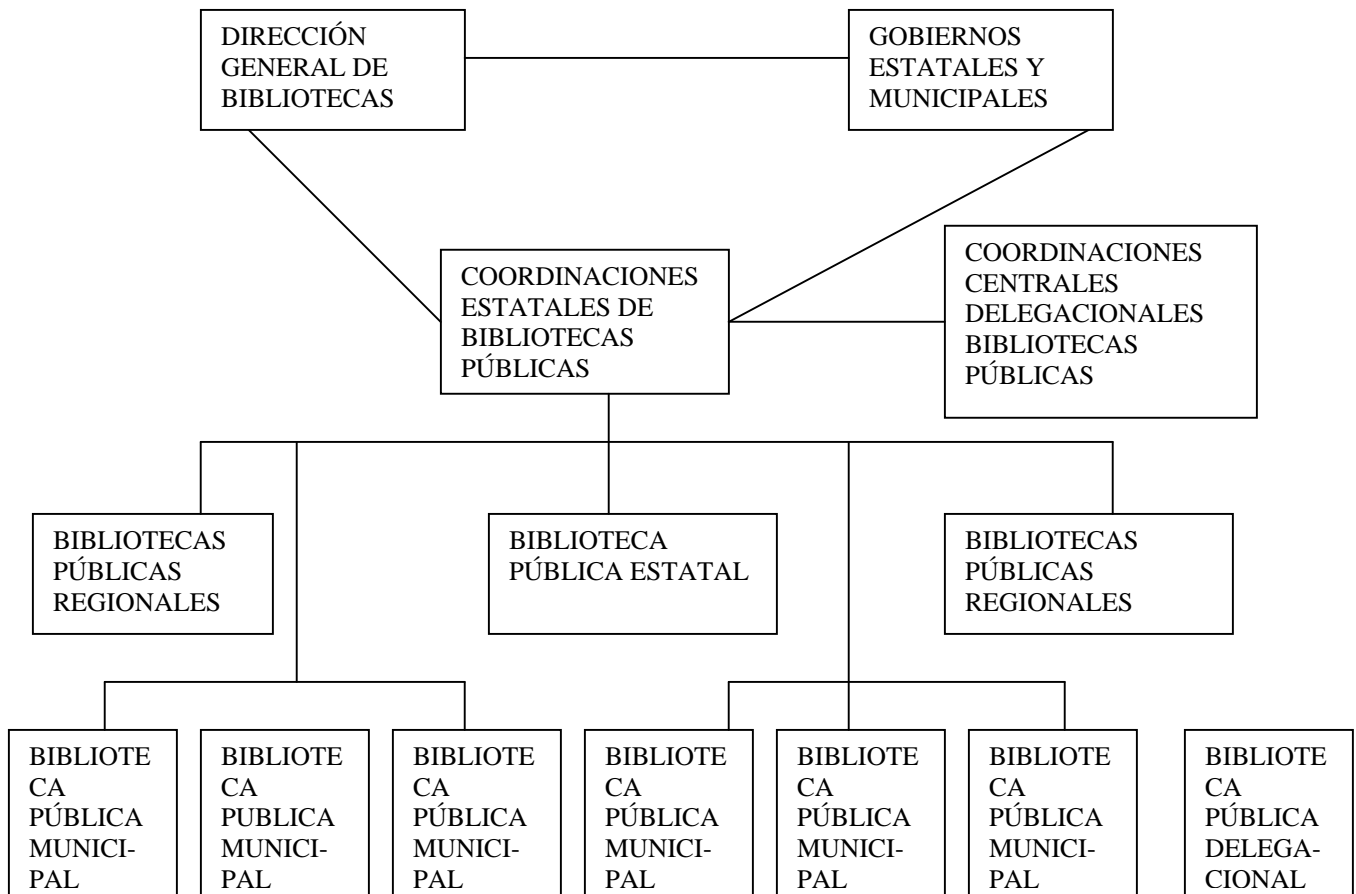 DIRECCIÓN
GENERAL DE
BIBLIOTECAS
GOBIERNOS
ESTATALES Y
MUNICIPALES
COORDINACIONES
ESTATALES DE
BIBLIOTECAS
PÚBLICAS
COORDINACIONES
CENTRALES
DELEGACIONALES
BIBLIOTECAS
PÚBLICAS
BIBLIOTECAS
PÚBLICAS
REGIONALES
BIBLIOTECA
PÚBLICA ESTATAL
BIBLIOTECAS
PÚBLICAS
REGIONALES
BIBLIOTE
CA
PÚBLICA
MUNICI-
PAL
BIBLIOTE
CA
PUBLICA
MUNICI-
PAL
BIBLIOTE
CA
PÚBLICA
MUNICI-
PAL
BIBLIOTE
CA
PÚBLICA
MUNICI-
PAL
BIBLIOTE
CA
PÚBLICA
MUNICI-
PAL
BIBLIOTE
CA
PÚBLICA
MUNICI-
PAL
BIBLIOTE
CA
PÚBLICA
DELEGA-
CIONAL